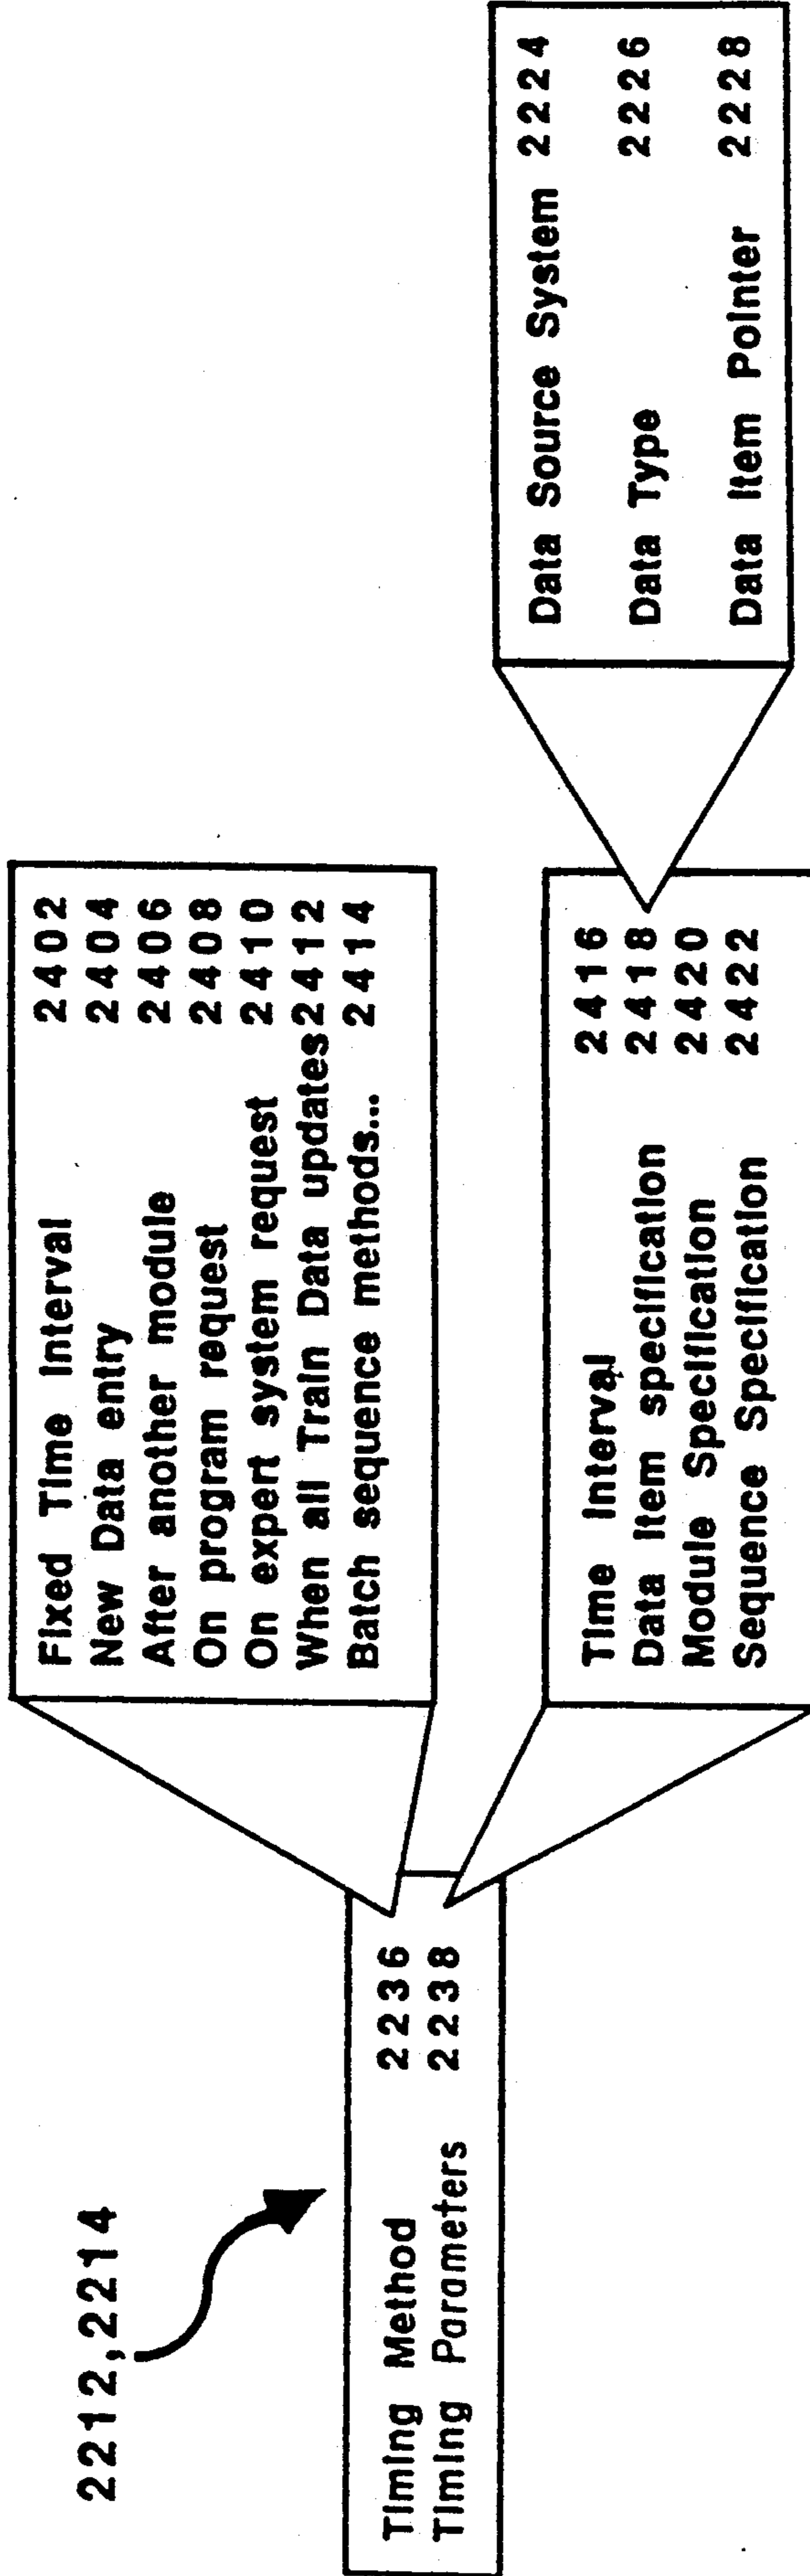 2212,2214
Timing Method 2236
Timing Parameters 2238
Fixed Time Interval 2402
New Data entry 2404
After another module 2406
On program request 2408
On expert system request 2410
When all Train Data updates 2412
Batch sequence methods... 2414
Time Interval 2416
Data Item specification 2418
Module Specification 2420
Sequence Specification 2422
Data Source System 2224
Data Type 2226
Data Item Pointer 2228